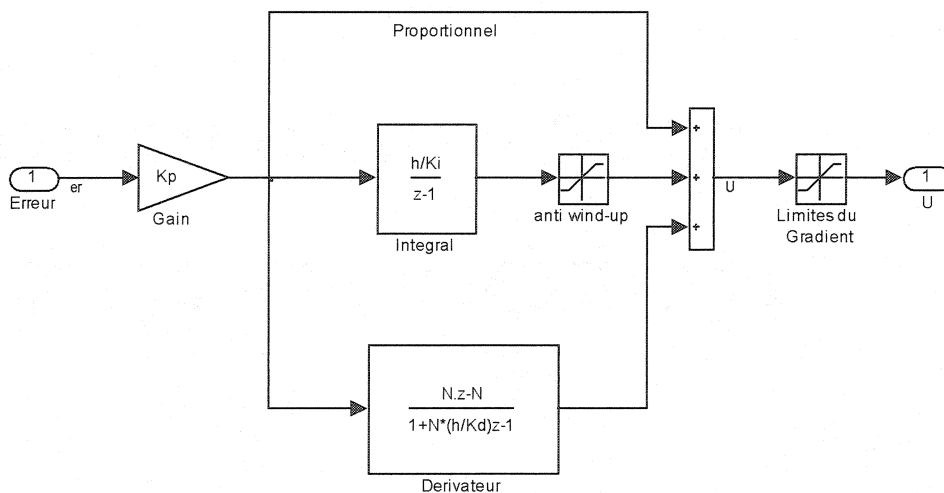 Proportionnel
1
er
Erreur
Kp
Gain
h/Ki
z-1
Integral
anti wind-up
+
+
+
U
Limites du
Gradient
1
U
N.z-N
1+N*(h/Kd)z-1
Derivateur